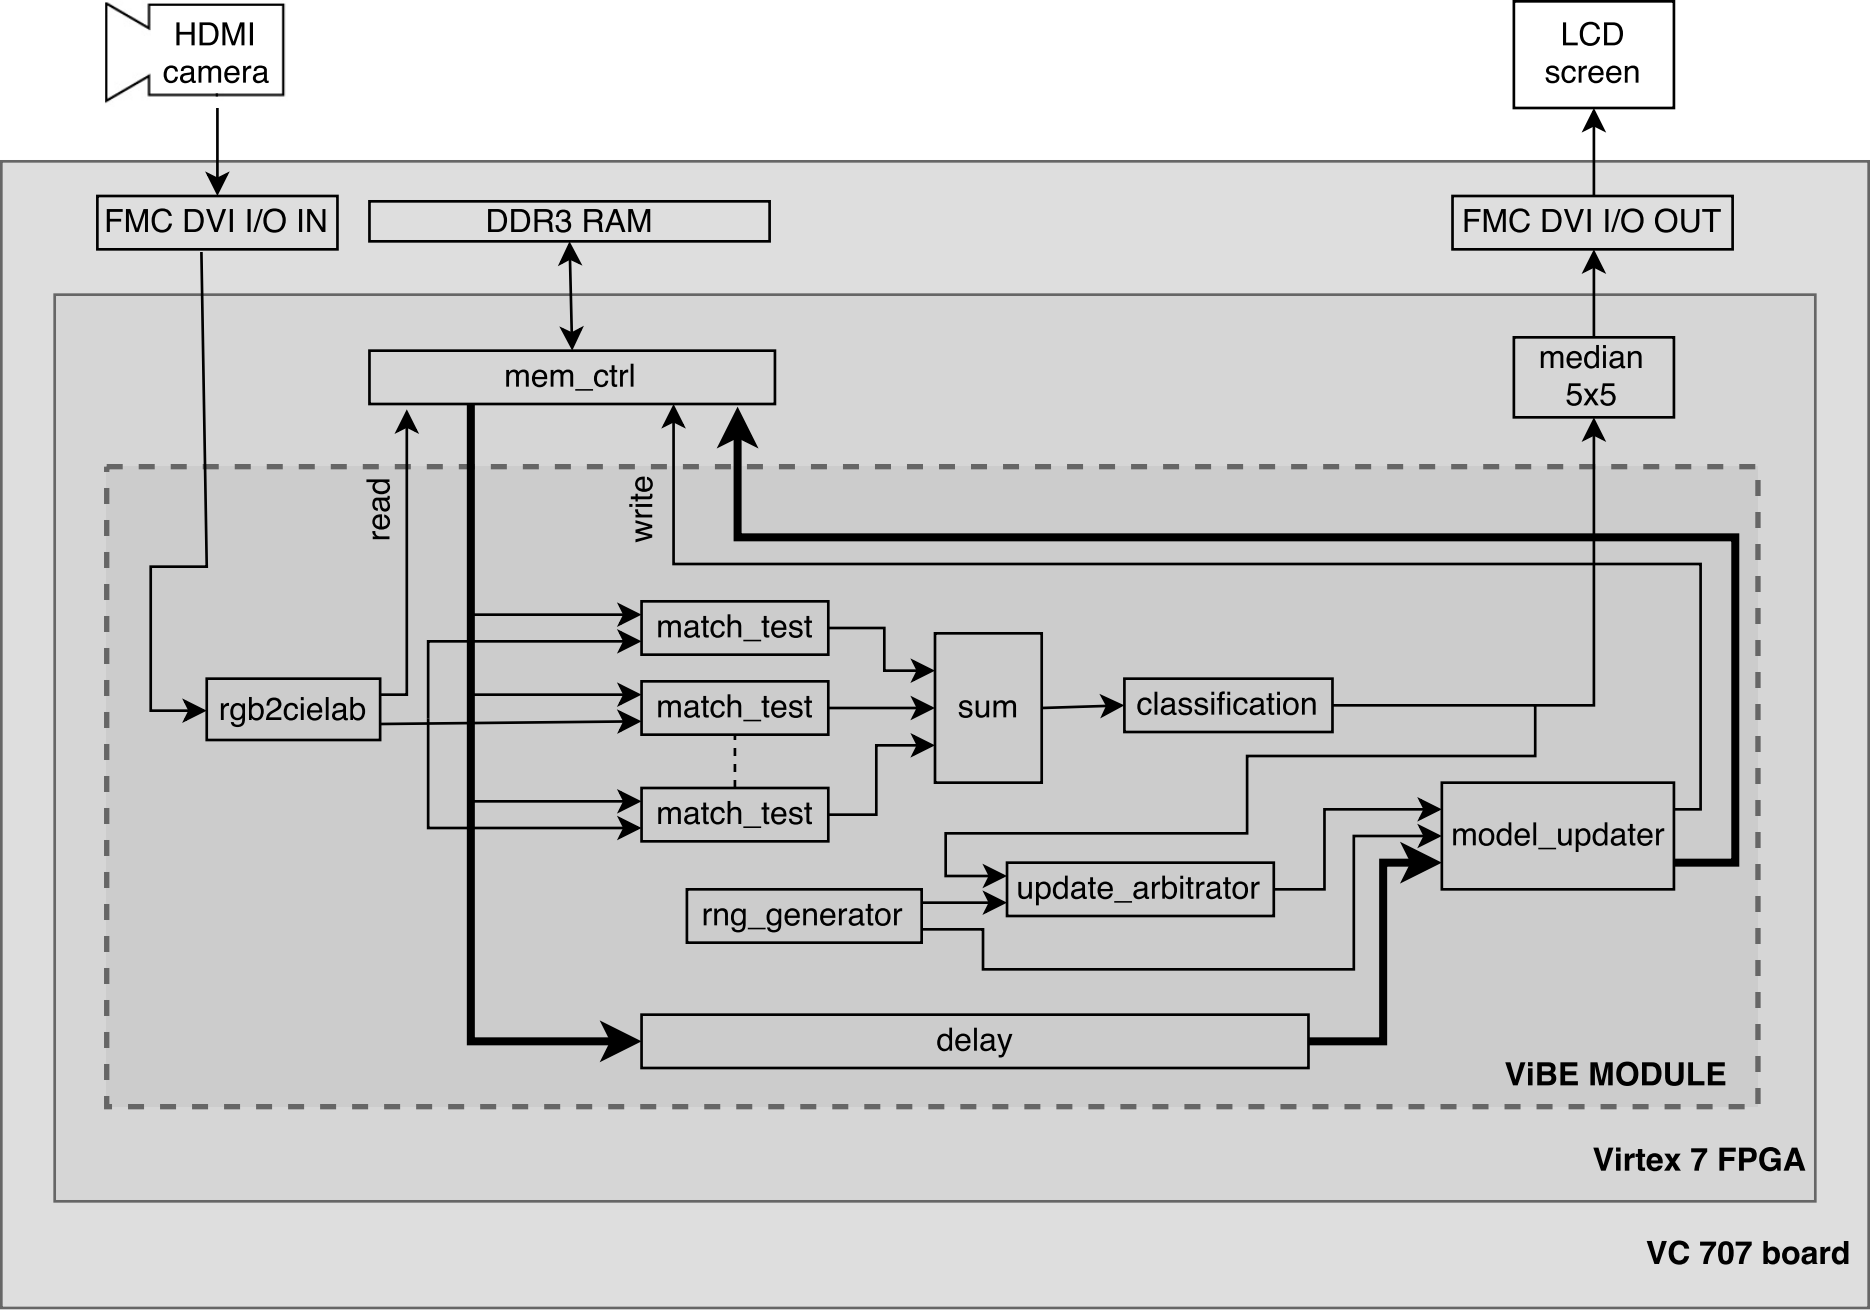 HDMI
camera
LCD
screen
FMC DVI I/O IN
DDR3 RAM
FMC DVI I/O OUT
mem_ctrl
median
5x5
read
write
match_test
rgb2cielab
match_test
sum
classification
match_test
model_updater
update_arbitrator
rng_generator
delay
ViBE MODULE
Virtex 7 FPGA
VC 707 board